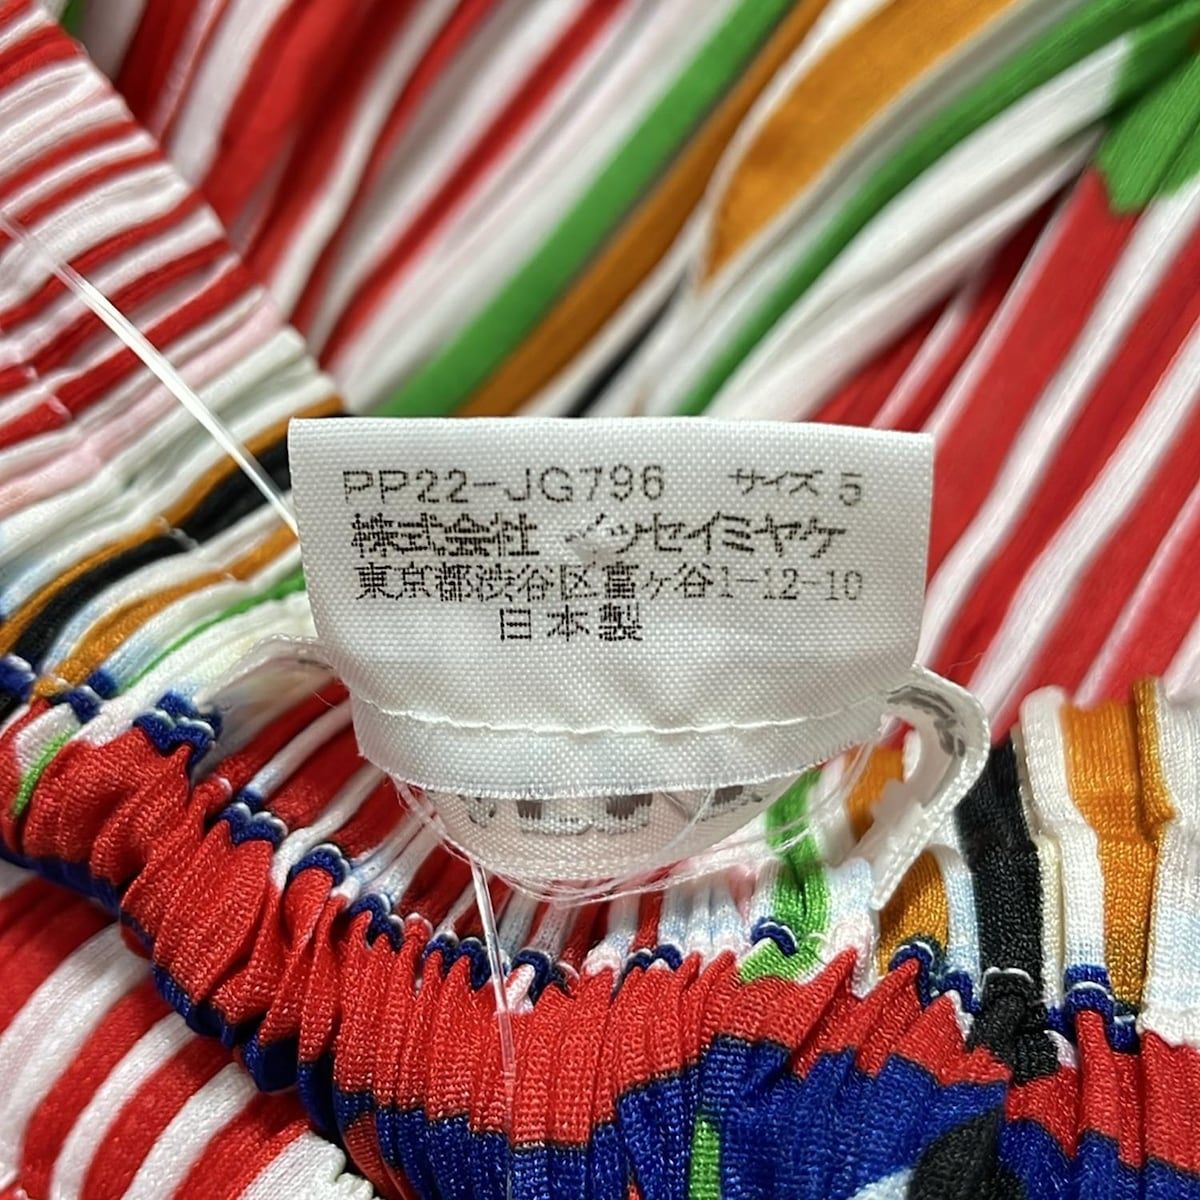 PP22-JG796 サイズ 5
株式会社 イッセイミヤケ
東京都渋谷区富ヶ谷1-12-10
日本製